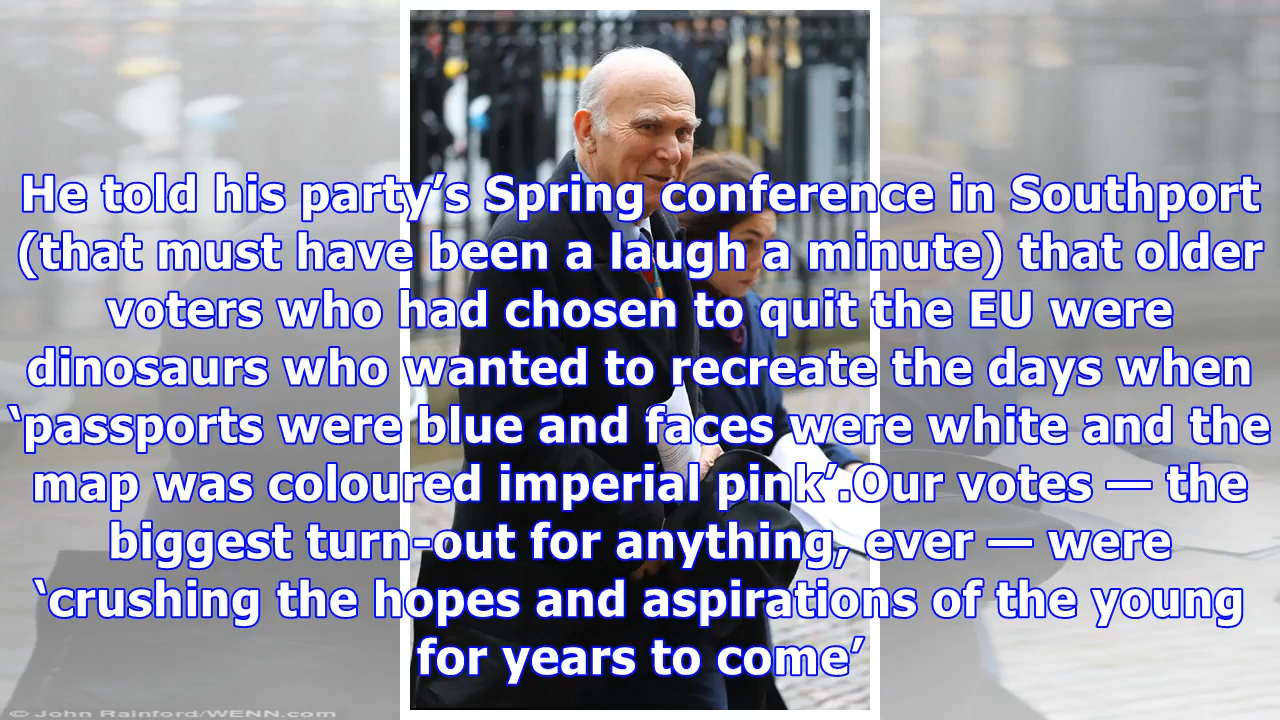 He told his party’s Spring conference in Southport
(that must have been a laugh a minute) that older
voters who had chosen to quit the EU were
dinosaurs who wanted to recreate the days when
‘passports were blue and faces were white and the
map was coloured imperial pink’.Our votes — the
biggest turn-out for anything, ever — were
‘crushing the hopes and aspirations of the young
for years to come’
© John Rainford/WENN.com